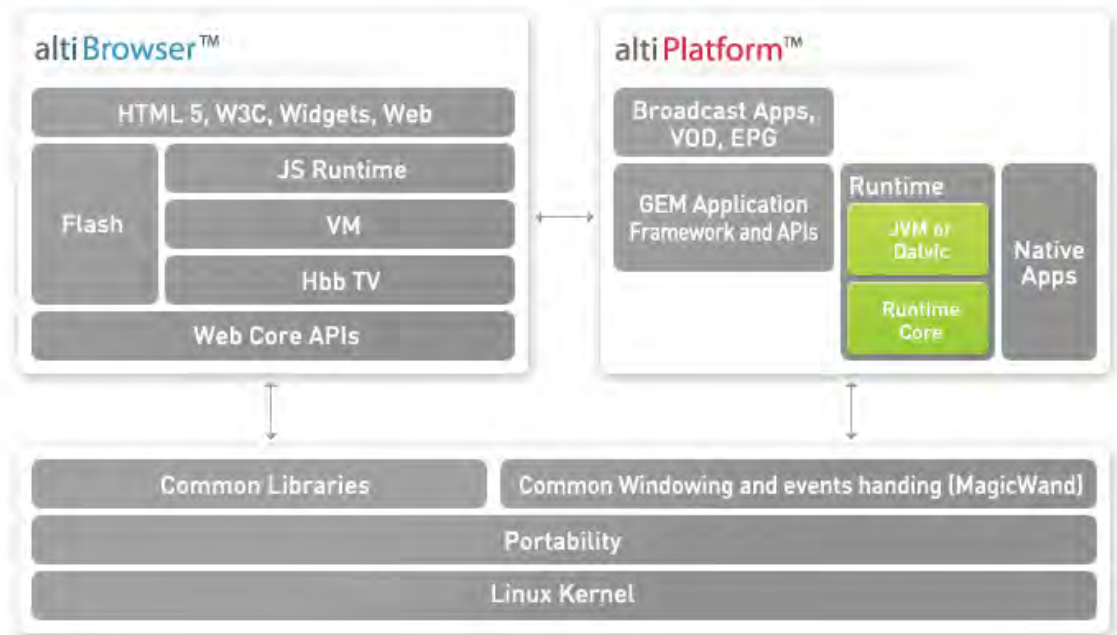 altiBrowser™
HTML 5, W3C, Widgets, Web
Flash
JS Runtime
VM
Hbb TV
Web Core APIs
altiPlatform™
Broadcast Apps,
VOD, EPG
GEM Application
Framework and APIs
Runtime
JVM or
Dalvic
Runtime
Core
Native
Apps
Common Libraries
Common Windowing and events handing (MagicWand)
Portability
Linux Kernel